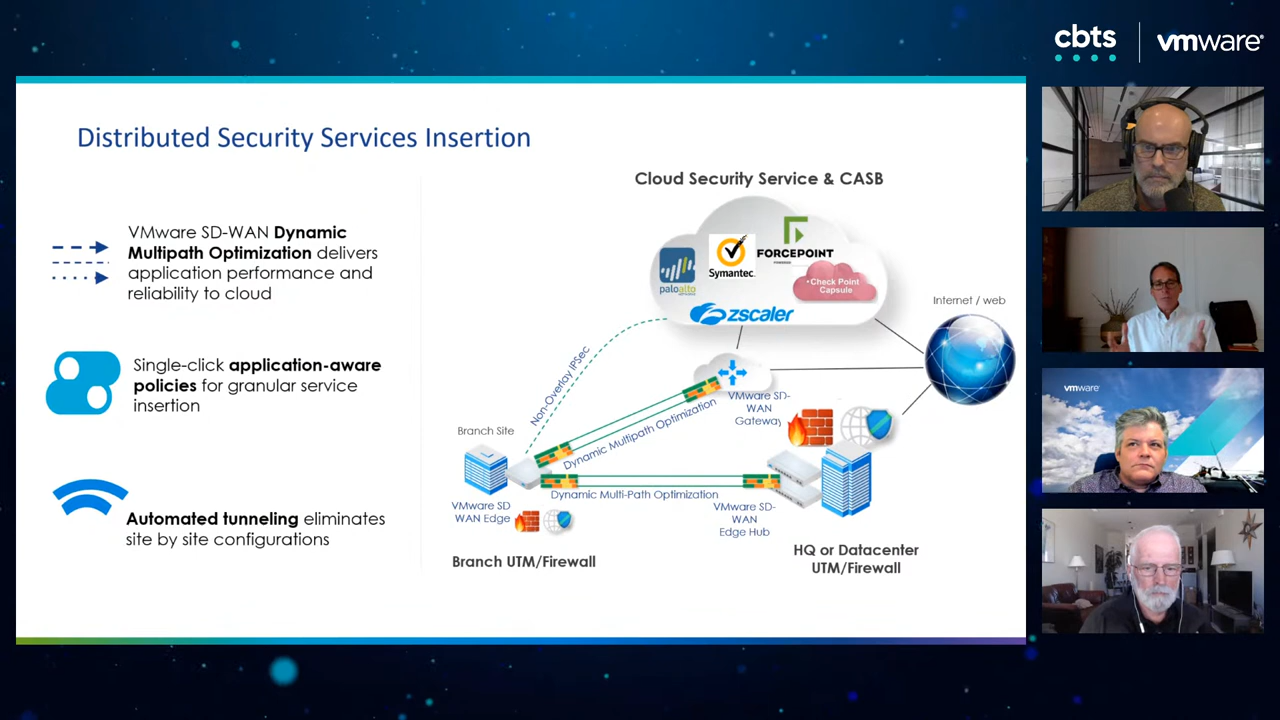 cbts
vmware®
Distributed Security Services Insertion
VMware SD-WAN Dynamic
Multipath Optimization delivers
application performance and
reliability to cloud
Single-click application-aware
policies for granular service
insertion
Automated tunneling eliminates
site by site configurations
Cloud Security Service & CASB
paloalto
Symantec.
FORCEPOINT
Check Point
Capsule
zscaler
Internet / web
Non-Overlay IPSec
VMware SD-
WAN
Gateway
Dynamic Multipath Optimization
Branch Site
Dynamic Multi-Path Optimization
VMware SD
WAN Edge
VMware SD-
WAN
Edge Hub
Branch UTM/Firewall
HQ or Datacenter
UTM/Firewall
vmware